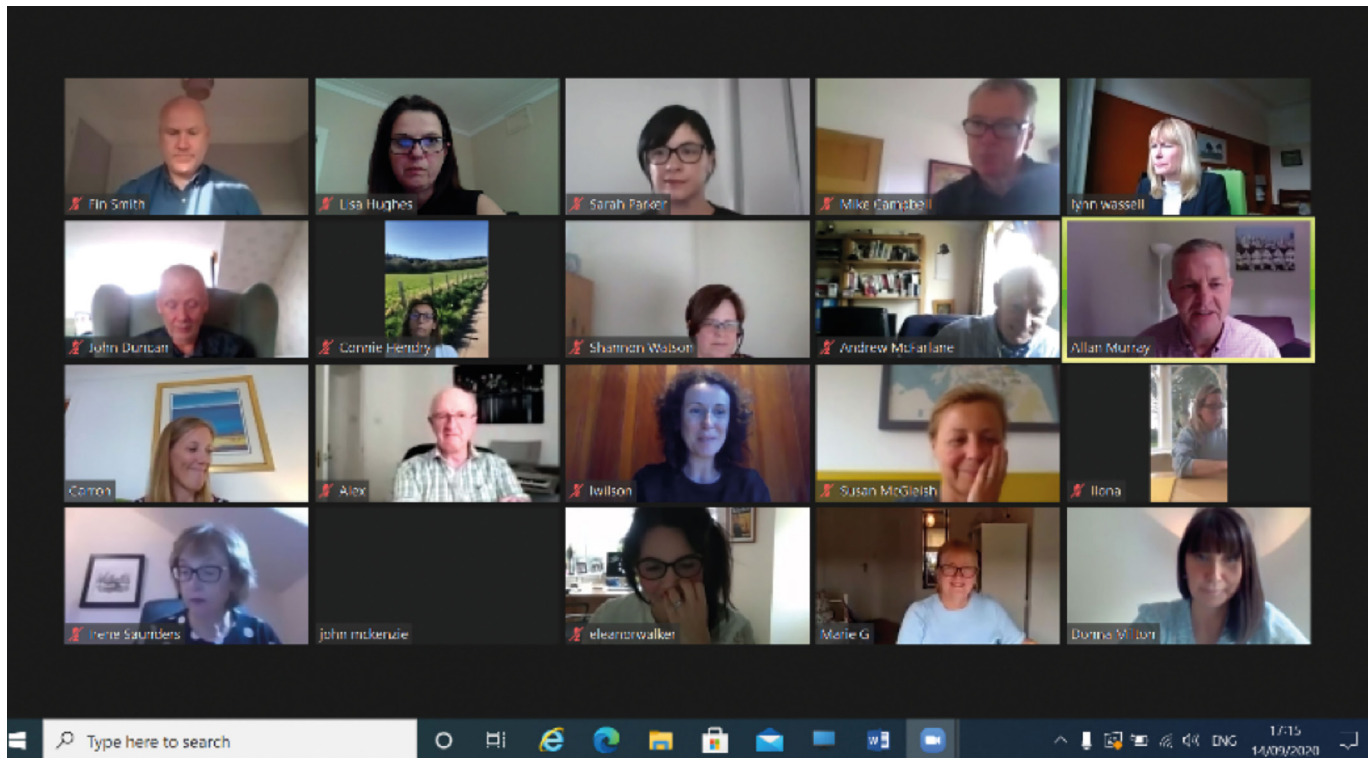 Fin Smith
Lisa Hughes
Sarah Parker
Mike Campbell
lynn wassell
John Duncan
Connie Hendry
Shannon Watson
Andrew McFarlane
Allan Murray
Carron
Alex
lwilson
Susan McGleish
Ilona
Irene Saunders
john mckenzie
eleanorwalker
Marie G
Donna Milton
Type here to search
ENG
17:15
14/09/2020